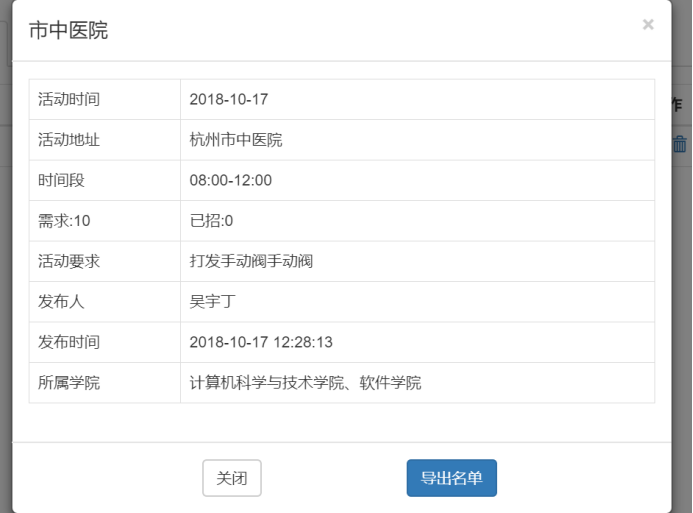 市中医院 ×
活动时间 2018-10-17
活动地址 杭州市中医院
时间段 08:00-12:00
需求:10 已招:0
活动要求 打发手动阀手动阀
发布人 吴宇丁
发布时间 2018-10-17 12:28:13
所属学院 计算机科学与技术学院、软件学院
关闭 导出名单
作